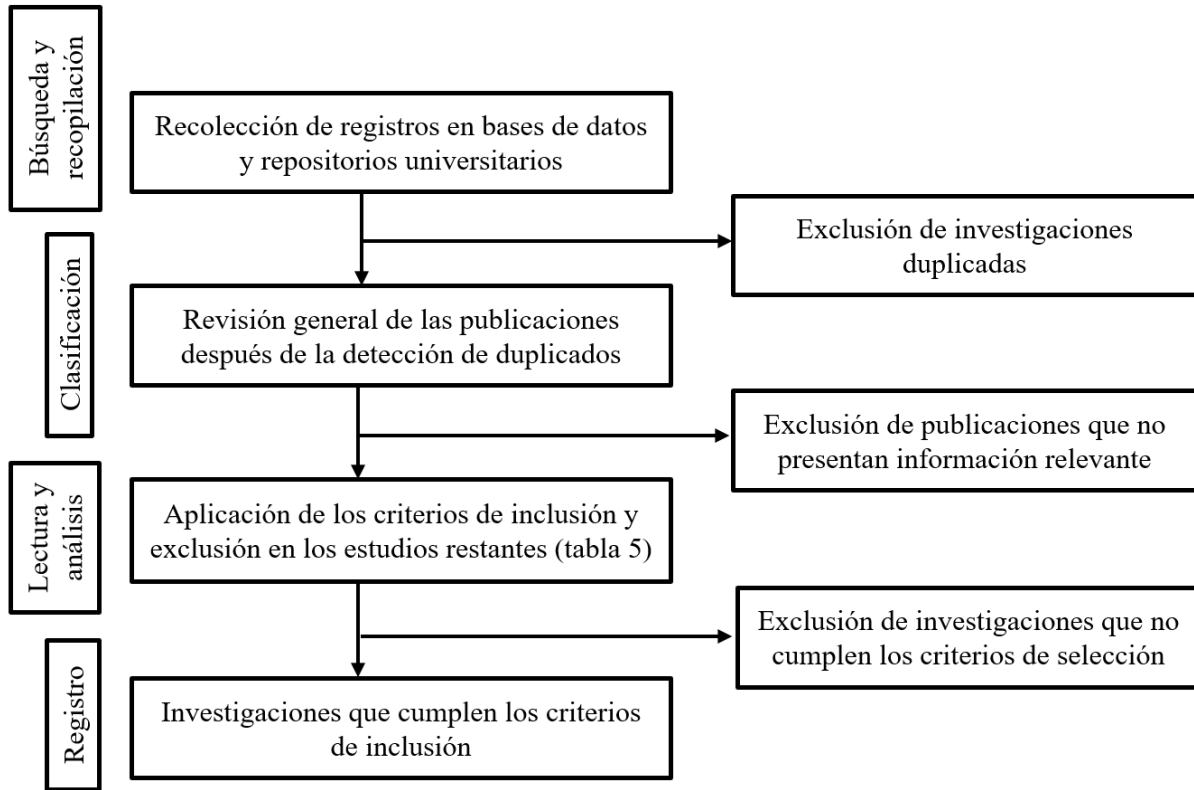 Búsqueda y
recopilación
Recolección de registros en bases de datos
y repositorios universitarios
Exclusión de investigaciones
duplicadas
Clasificación
Revisión general de las publicaciones
después de la detección de duplicados
Exclusión de publicaciones que no
presentan información relevante
Lectura y
análisis
Aplicación de los criterios de inclusión y
exclusión en los estudios restantes (tabla 5)
Exclusión de investigaciones que no
cumplen los criterios de selección
Registro
Investigaciones que cumplen los criterios
de inclusión